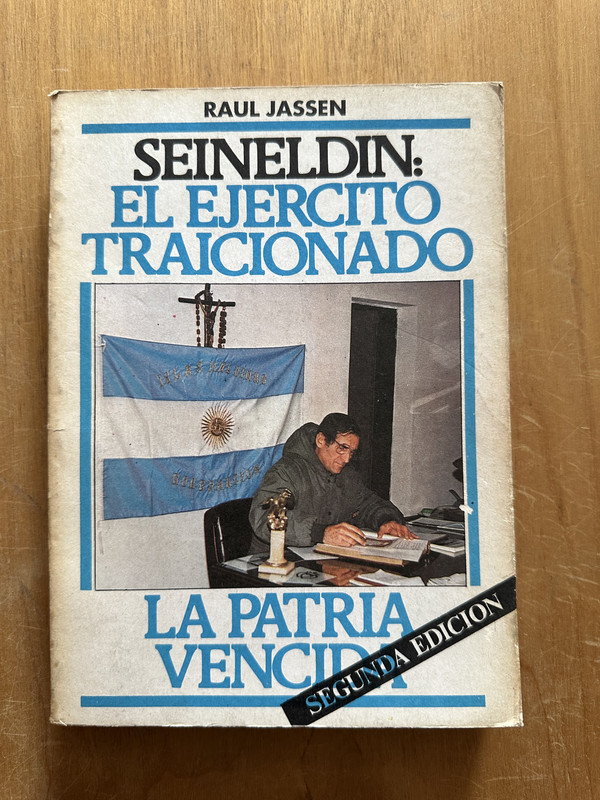 RAUL JASSEN
SEINELDIN:
EL EJERCITO
TRAICIONADO
LA PATRIA
VENCIDA
SEGUNDA EDICION